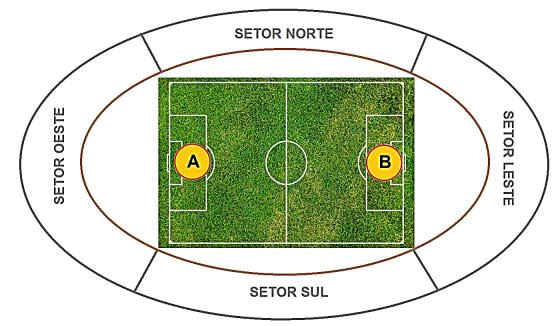 SETOR NORTE
SETOR OESTE
A
B
SETOR LESTE
SETOR SUL